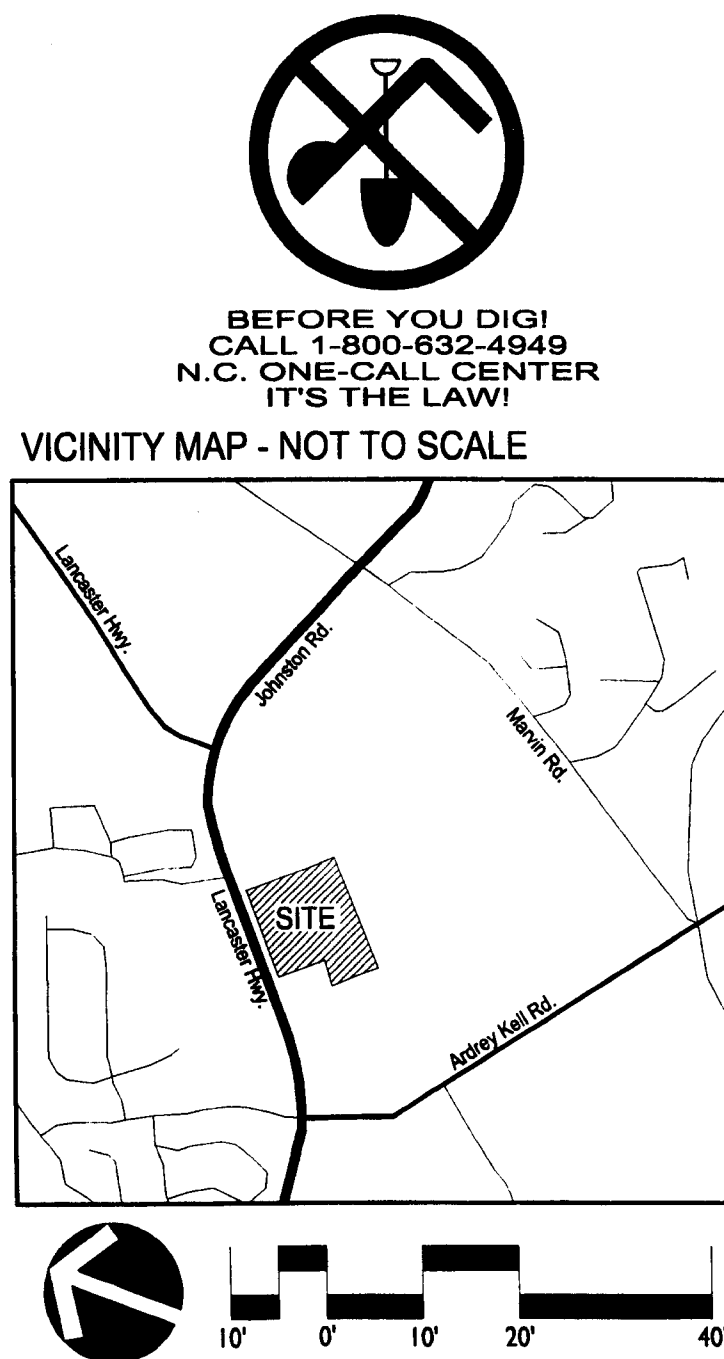 BEFORE YOU DIG!
CALL 1-800-632-4949
N.C. ONE-CALL CENTER
IT'S THE LAW!
VICINITY MAP - NOT TO SCALE
Lancaster Hwy.
Johnston Rd.
Marvin Rd.
SITE
Lancaster Hwy.
Ardrey Kell Rd.
10' 0' 10' 20' 40'